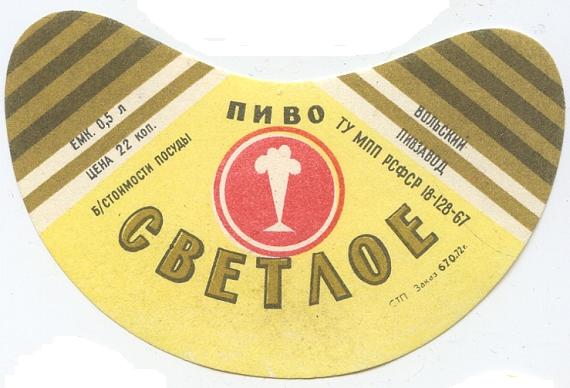 ПИВО
ЕМК. 0,5 л
ЦЕНА 22 коп.
Б/СТОИМОСТИ ПОСУДЫ
ВОЛЬСКИЙ
ПИВЗАВОД
ТУ МПП РСФСР 18-128-67
СВЕТЛОЕ
СТП Заказ 670.72г.